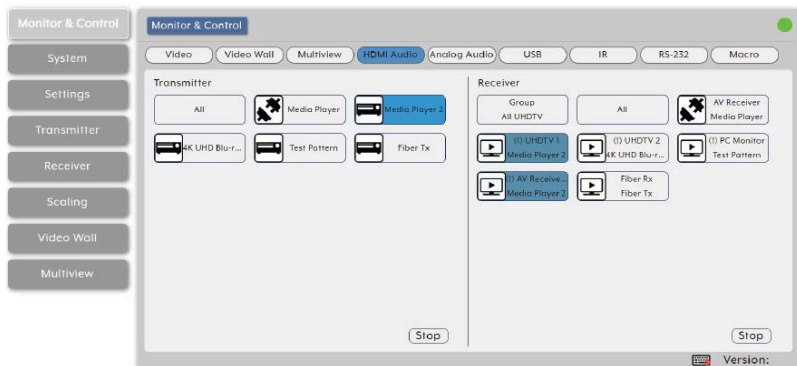 Monitor & Control
System
Settings
Transmitter
Receiver
Scaling
Video Wall
Multiview
Monitor & Control
Video
Video Wall
Multiview
HDMI Audio
Analog Audio
USB
IR
RS-232
Macro
Transmitter
All
Media Player
Media Player 2
4K UHD Blu-r...
Test Pattern
Fiber Tx
Stop
Receiver
Group
All UHDTV
All
AV Receiver
Media Player
(!) UHDTV 1
Media Player 2
(!) UHDTV 2
4K UHD Blu-r...
(!) PC Monitor
Test Pattern
(!) AV Receive...
Media Player 2
Fiber Rx
Fiber Tx
Stop
Version: